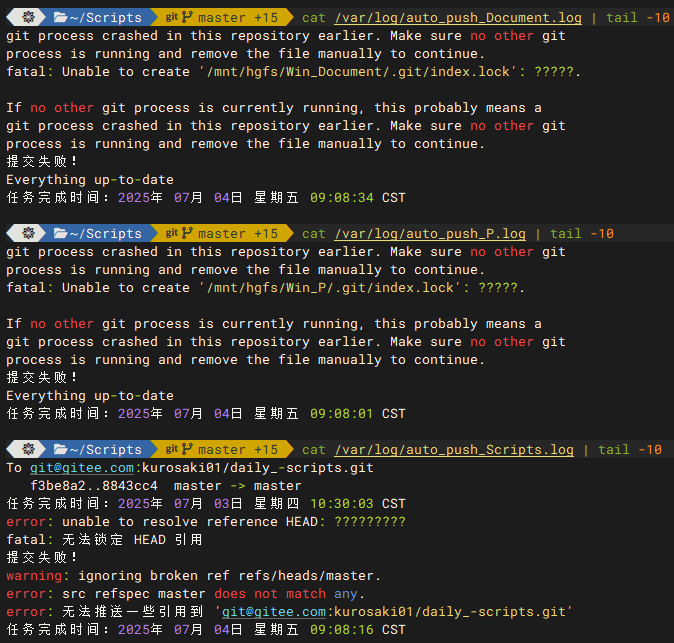 ~/Scripts git master +15 cat /var/log/auto_push_Document.log | tail -10
git process crashed in this repository earlier. Make sure no other git
process is running and remove the file manually to continue.
fatal: Unable to create '/mnt/hgfs/Win_Document/.git/index.lock': ?????.
If no other git process is currently running, this probably means a
git process crashed in this repository earlier. Make sure no other git
process is running and remove the file manually to continue.
提交失败!
Everything up-to-date
任务完成时间: 2025年 07月 04日 星期五 09:08:34 CST
~/Scripts git master +15 cat /var/log/auto_push_P.log | tail -10
git process crashed in this repository earlier. Make sure no other git
process is running and remove the file manually to continue.
fatal: Unable to create '/mnt/hgfs/Win_P/.git/index.lock': ?????.
If no other git process is currently running, this probably means a
git process crashed in this repository earlier. Make sure no other git
process is running and remove the file manually to continue.
提交失败!
Everything up-to-date
任务完成时间: 2025年 07月 04日 星期五 09:08:01 CST
~/Scripts git master +15 cat /var/log/auto_push_Scripts.log | tail -10
To git@gitee.com:kurosaki01/daily_-scripts.git
f3be8a2..8843cc4 master -> master
任务完成时间: 2025年 07月 03日 星期四 10:30:03 CST
error: unable to resolve reference HEAD: ?????????
fatal: 无法锁定 HEAD 引用
提交失败!
warning: ignoring broken ref refs/heads/master.
error: src refspec master does not match any.
error: 无法推送一些引用到 'git@gitee.com:kurosaki01/daily_-scripts.git'
任务完成时间: 2025年 07月 04日 星期五 09:08:16 CST